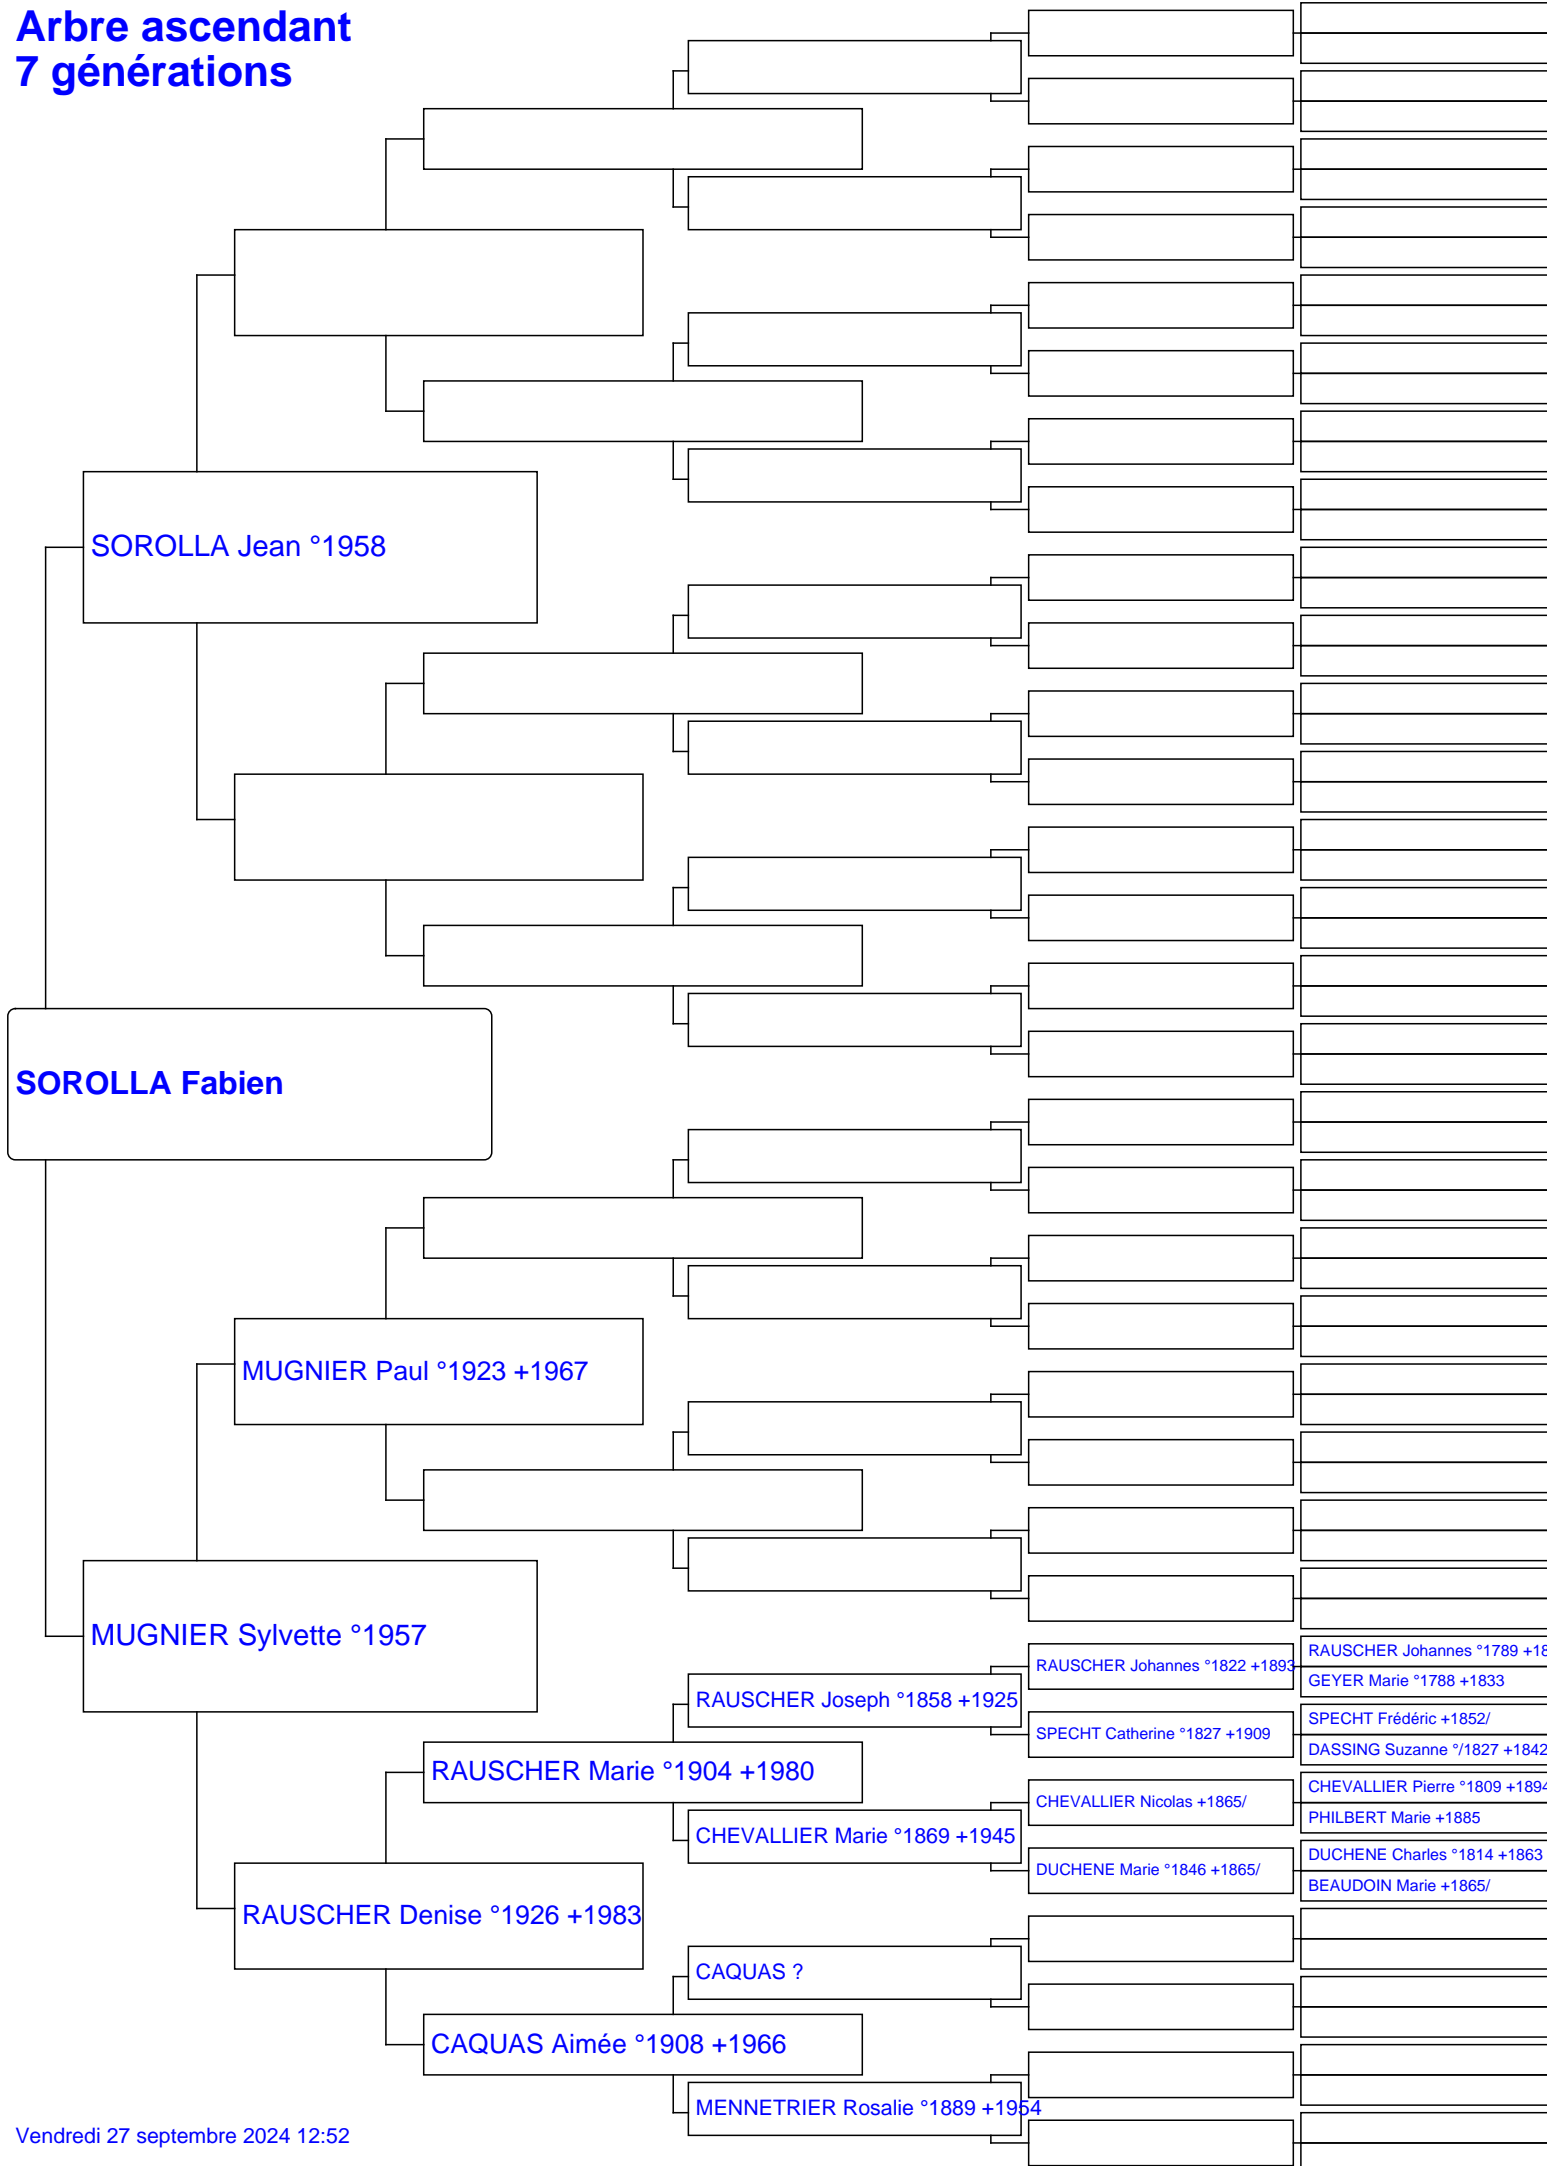 Arbre ascendant
7 générations
SOROLLA Jean °1958
SOROLLA Fabien
MUGNIER Paul °1923 +1967
MUGNIER Sylvette °1957
RAUSCHER Johannes °1822 +1893
RAUSCHER Johannes °1789 +18
GEYER Marie °1788 +1833
RAUSCHER Joseph °1858 +1925
SPECHT Catherine °1827 +1909
SPECHT Frédéric +1852/
DASSING Suzanne °/1827 +1842
RAUSCHER Marie °1904 +1980
CHEVALLIER Nicolas +1865/
CHEVALLIER Pierre °1809 +1894
PHILBERT Marie +1885
CHEVALLIER Marie °1869 +1945
DUCHENE Marie °1846 +1865/
DUCHENE Charles °1814 +1863
BEAUDOIN Marie +1865/
RAUSCHER Denise °1926 +1983
CAQUAS ?
CAQUAS Aimée °1908 +1966
MENNETRIER Rosalie °1889 +1954
Vendredi 27 septembre 2024 12:52